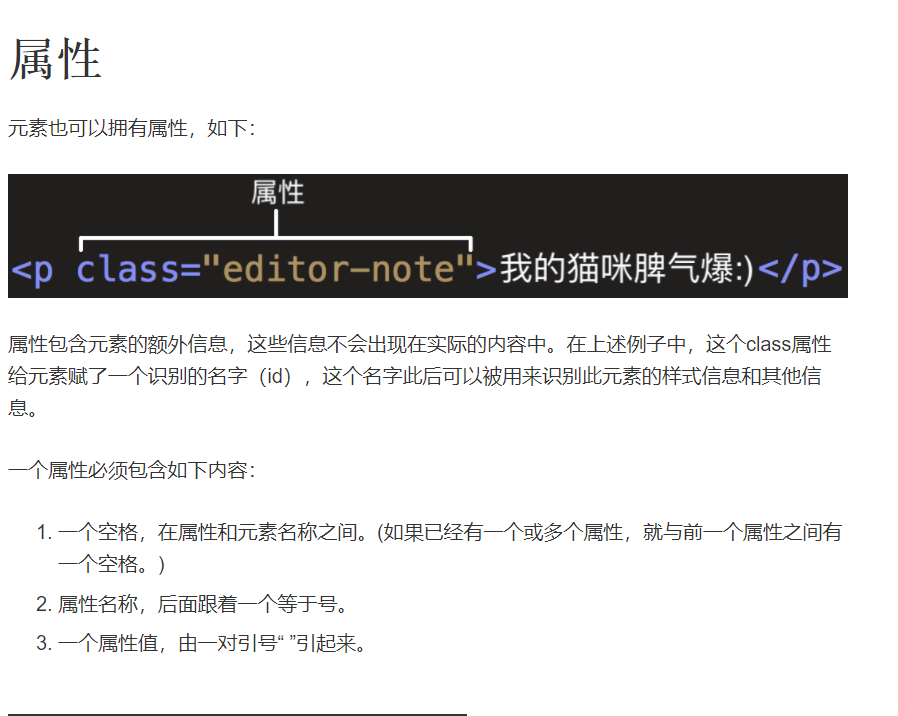 属性
元素也可以拥有属性，如下：
属性
<p class="editor-note">我的猫咪脾气爆:)</p>
属性包含元素的额外信息，这些信息不会出现在实际的内容中。在上述例子中，这个class属性
给元素赋了一个识别的名字（id），这个名字此后可以被用来识别此元素的样式信息和其他信
息。
一个属性必须包含如下内容：
1. 一个空格，在属性和元素名称之间。(如果已经有一个或多个属性，就与前一个属性之间有
一个空格。)
2. 属性名称，后面跟着一个等于号。
3. 一个属性值，由一对引号“ ”引起来。